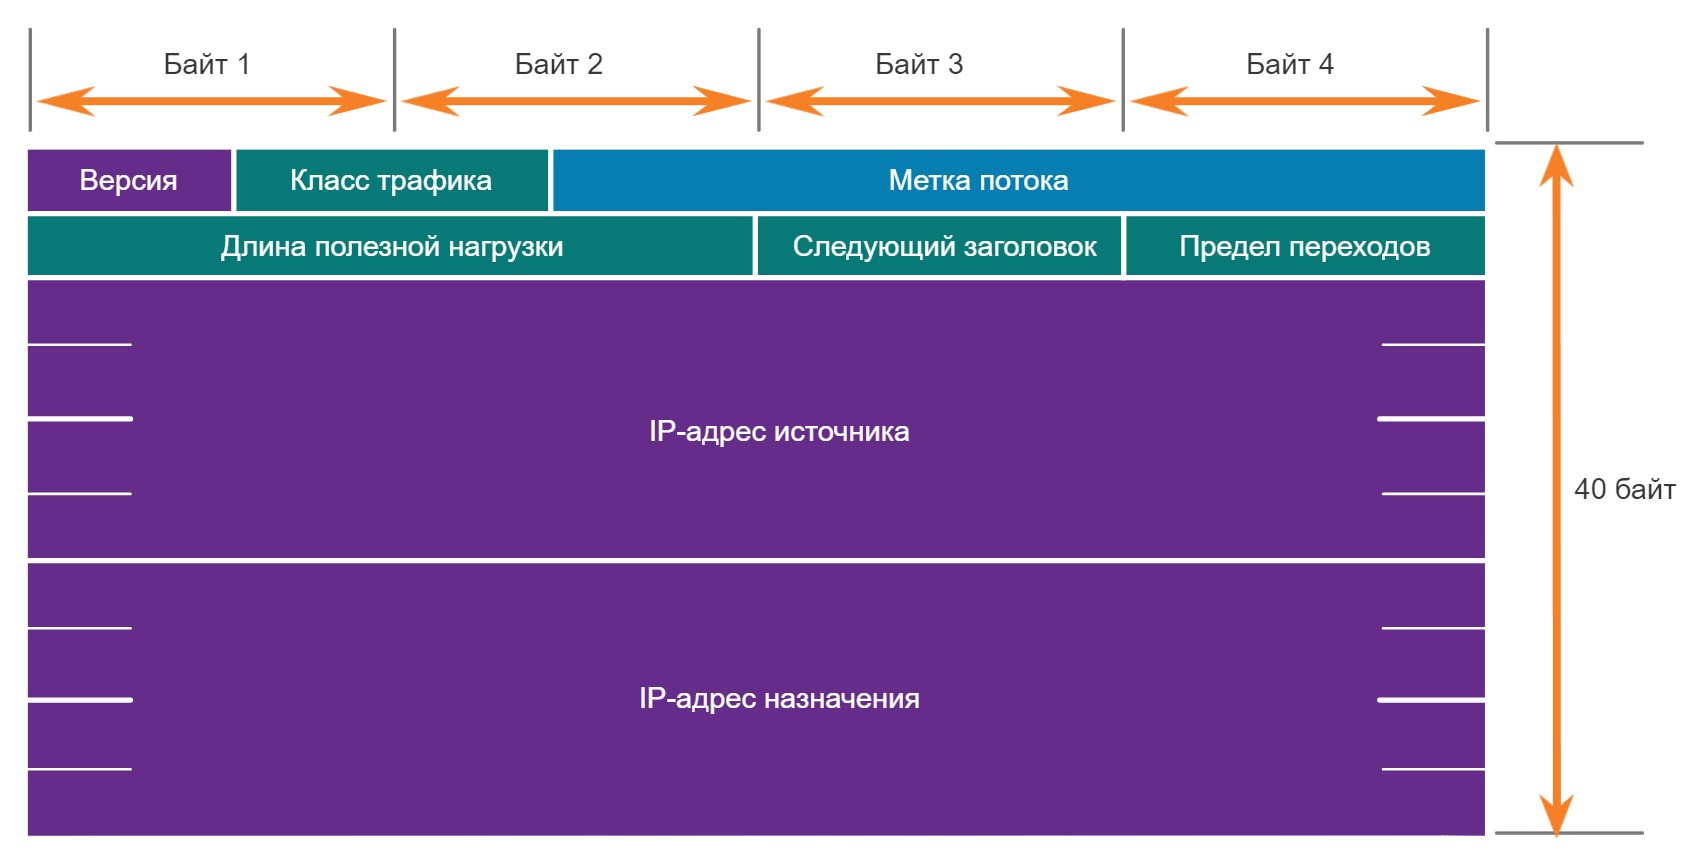 Байт 1 Байт 2 Байт 3 Байт 4
Версия Класс трафика Метка потока
Длина полезной нагрузки Следующий заголовок Предел переходов
IP-адрес источника
40 байт
IP-адрес назначения